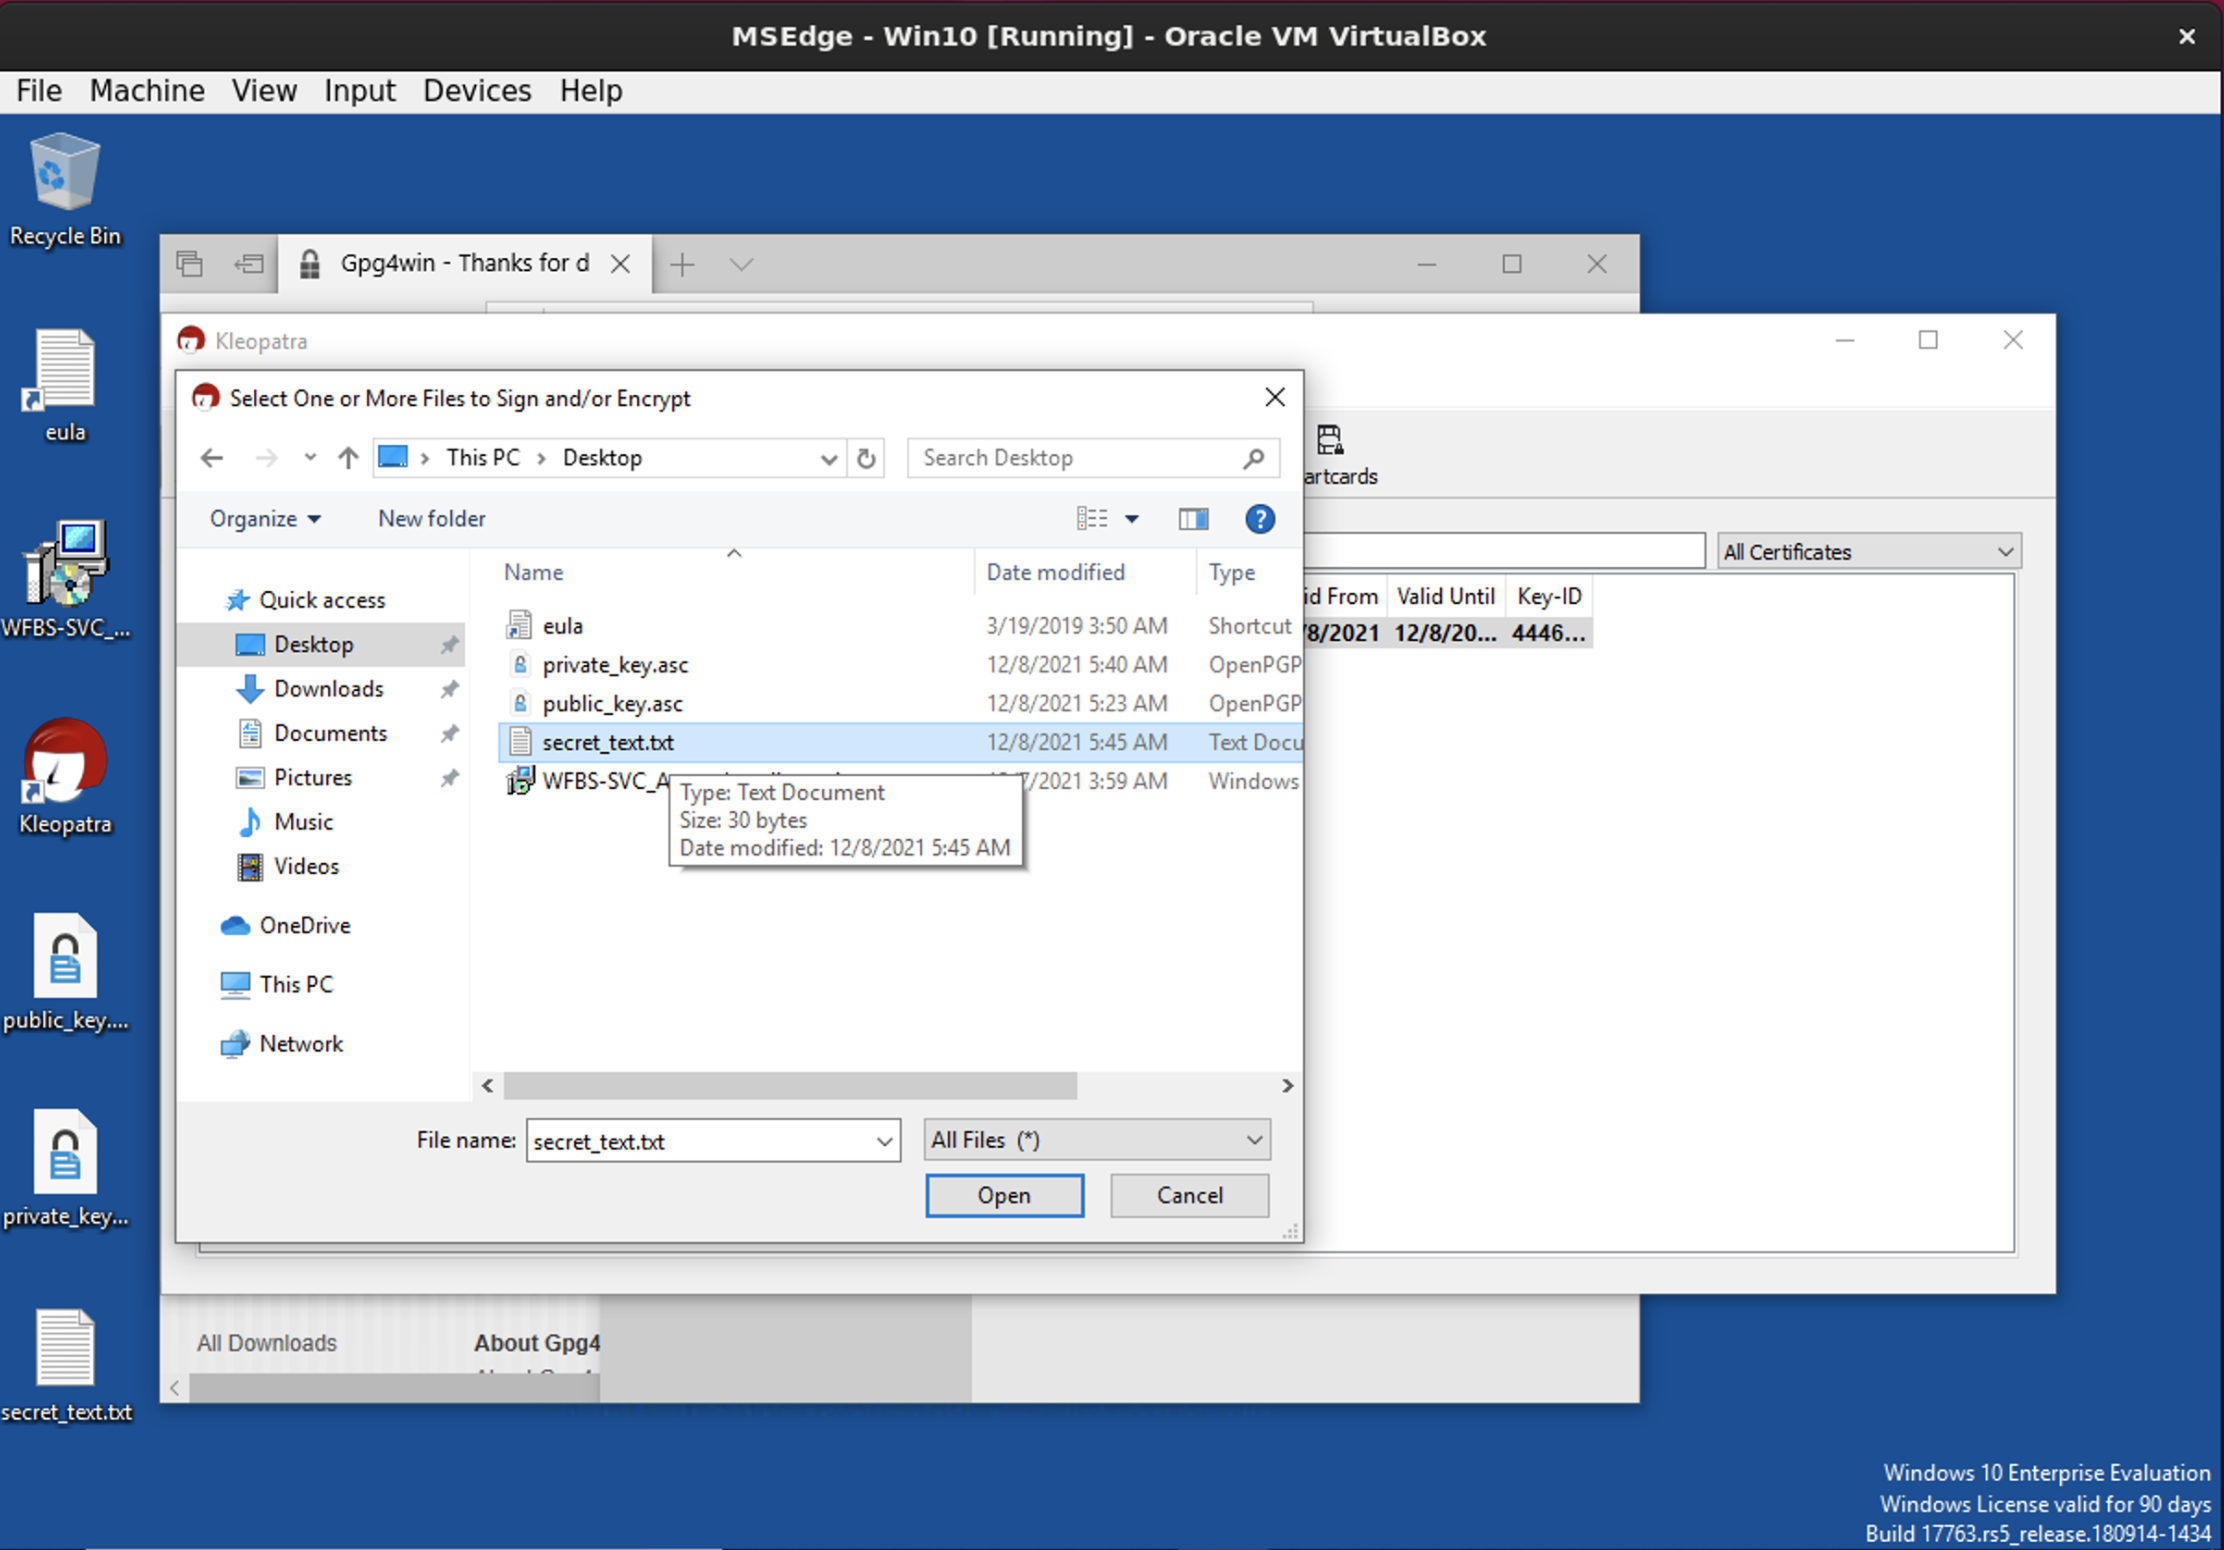 MSEdge - Win10 [Running] - Oracle VM VirtualBox
File Machine View Input Devices Help
Recycle Bin
eula
WFBS-SVC_...
Kleopatra
public_key....
private_key...
secret_text.txt
Gpg4win - Thanks for d
Kleopatra
Select One or More Files to Sign and/or Encrypt
This PC > Desktop
Search Desktop
Organize New folder
Quick access
Desktop
Downloads
Documents
Pictures
Music
Videos
OneDrive
This PC
Network
Name Date modified Type
eula 3/19/2019 3:50 AM Shortcut
private_key.asc 12/8/2021 5:40 AM OpenPGP
public_key.asc 12/8/2021 5:23 AM OpenPGP
secret_text.txt 12/8/2021 5:45 AM Text Docu
WFBS-SVC_A 7/2021 3:59 AM Windows
Type: Text Document
Size: 30 bytes
Date modified: 12/8/2021 5:45 AM
File name: secret_text.txt All Files (*)
Open Cancel
artcards
All Certificates
id From Valid Until Key-ID
/8/2021 12/8/20... 4446...
All Downloads About Gpg4
Windows 10 Enterprise Evaluation
Windows License valid for 90 days
Build 17763.rs5_release.180914-1434